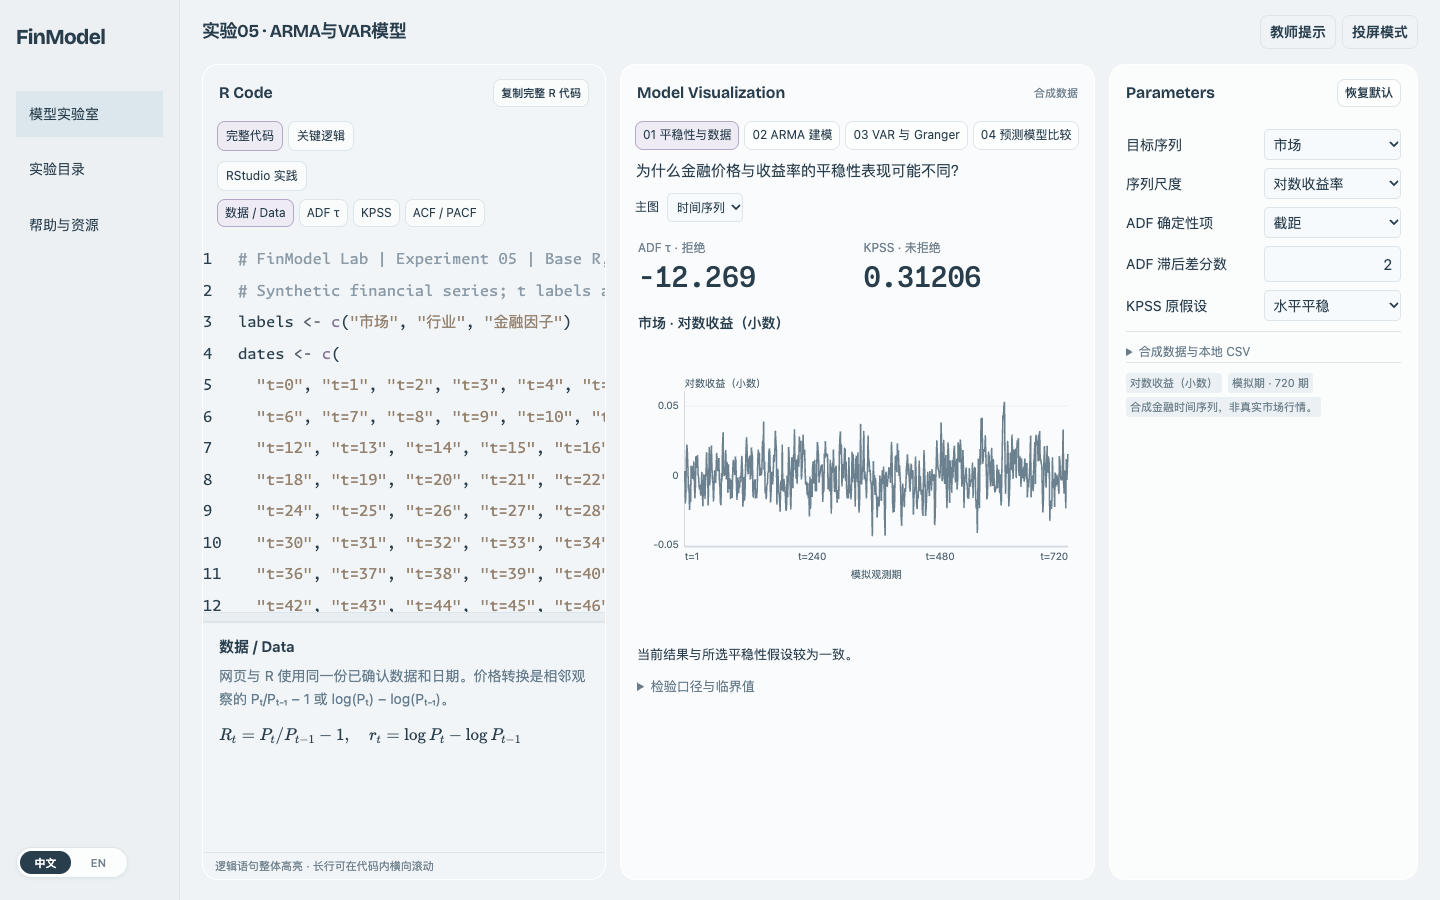 FinModel
模型实验室
实验目录
帮助与资源
中文 EN
实验05 · ARMA与VAR模型
教师提示 投屏模式
R Code 复制完整 R 代码
完整代码 关键逻辑
RStudio 实践
数据 / Data ADF τ KPSS ACF / PACF
1 # FinModel Lab | Experiment 05 | Base R,
2 # Synthetic financial series; t labels a
3 labels <- c("市场", "行业", "金融因子")
4 dates <- c(
5 "t=0", "t=1", "t=2", "t=3", "t=4", "t=
6 "t=6", "t=7", "t=8", "t=9", "t=10", "t
7 "t=12", "t=13", "t=14", "t=15", "t=16"
8 "t=18", "t=19", "t=20", "t=21", "t=22"
9 "t=24", "t=25", "t=26", "t=27", "t=28"
10 "t=30", "t=31", "t=32", "t=33", "t=34"
11 "t=36", "t=37", "t=38", "t=39", "t=40"
12 "t=42", "t=43", "t=44", "t=45", "t=46"
数据 / Data
网页与 R 使用同一份已确认数据和日期。价格转换是相邻观
察的 Pₜ/Pₜ₋₁ − 1 或 log(Pₜ) − log(Pₜ₋₁)。
Rₜ = Pₜ/Pₜ₋₁ − 1, rₜ = log Pₜ − log Pₜ₋₁
逻辑语句整体高亮 · 长行可在代码内横向滚动
Model Visualization 合成数据
01 平稳性与数据 02 ARMA 建模 03 VAR 与 Granger 04 预测模型比较
为什么金融价格与收益率的平稳性表现可能不同?
主图 时间序列
ADF τ · 拒绝 KPSS · 未拒绝
-12.269 0.31206
市场 · 对数收益（小数）
对数收益（小数）
0.05
0
-0.05
t=1 t=240 t=480 t=720
模拟观测期
当前结果与所选平稳性假设较为一致。
▶ 检验口径与临界值
Parameters 恢复默认
目标序列 市场
序列尺度 对数收益率
ADF 确定性项 截距
ADF 滞后差分数 2
KPSS 原假设 水平平稳
▶ 合成数据与本地 CSV
对数收益（小数） 模拟期 · 720 期
合成金融时间序列，非真实市场行情。